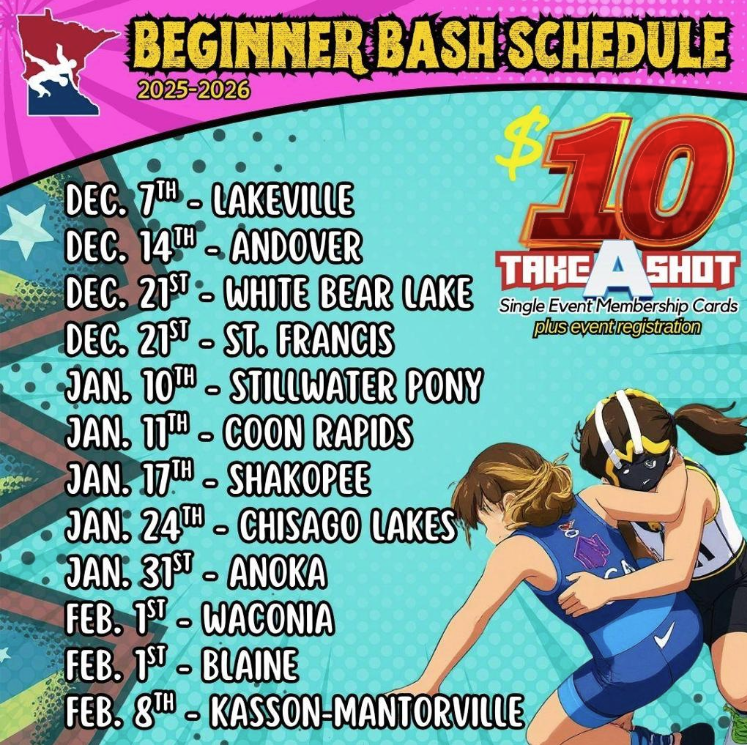 BEGINNER BASH SCHEDULE
2025-2026
$10
TAKE A SHOT
Single Event Membership Cards
plus event registration
DEC. 7TH - LAKEVILLE
DEC. 14TH - ANDOVER
DEC. 21ST - WHITE BEAR LAKE
DEC. 21ST - ST. FRANCIS
JAN. 10TH - STILLWATER PONY
JAN. 11TH - COON RAPIDS
JAN. 17TH - SHAKOPEE
JAN. 24TH - CHISAGO LAKES
JAN. 31ST - ANOKA
FEB. 1ST - WACONIA
FEB. 1ST - BLAINE
FEB. 8TH - KASSON-MANTORVILLE